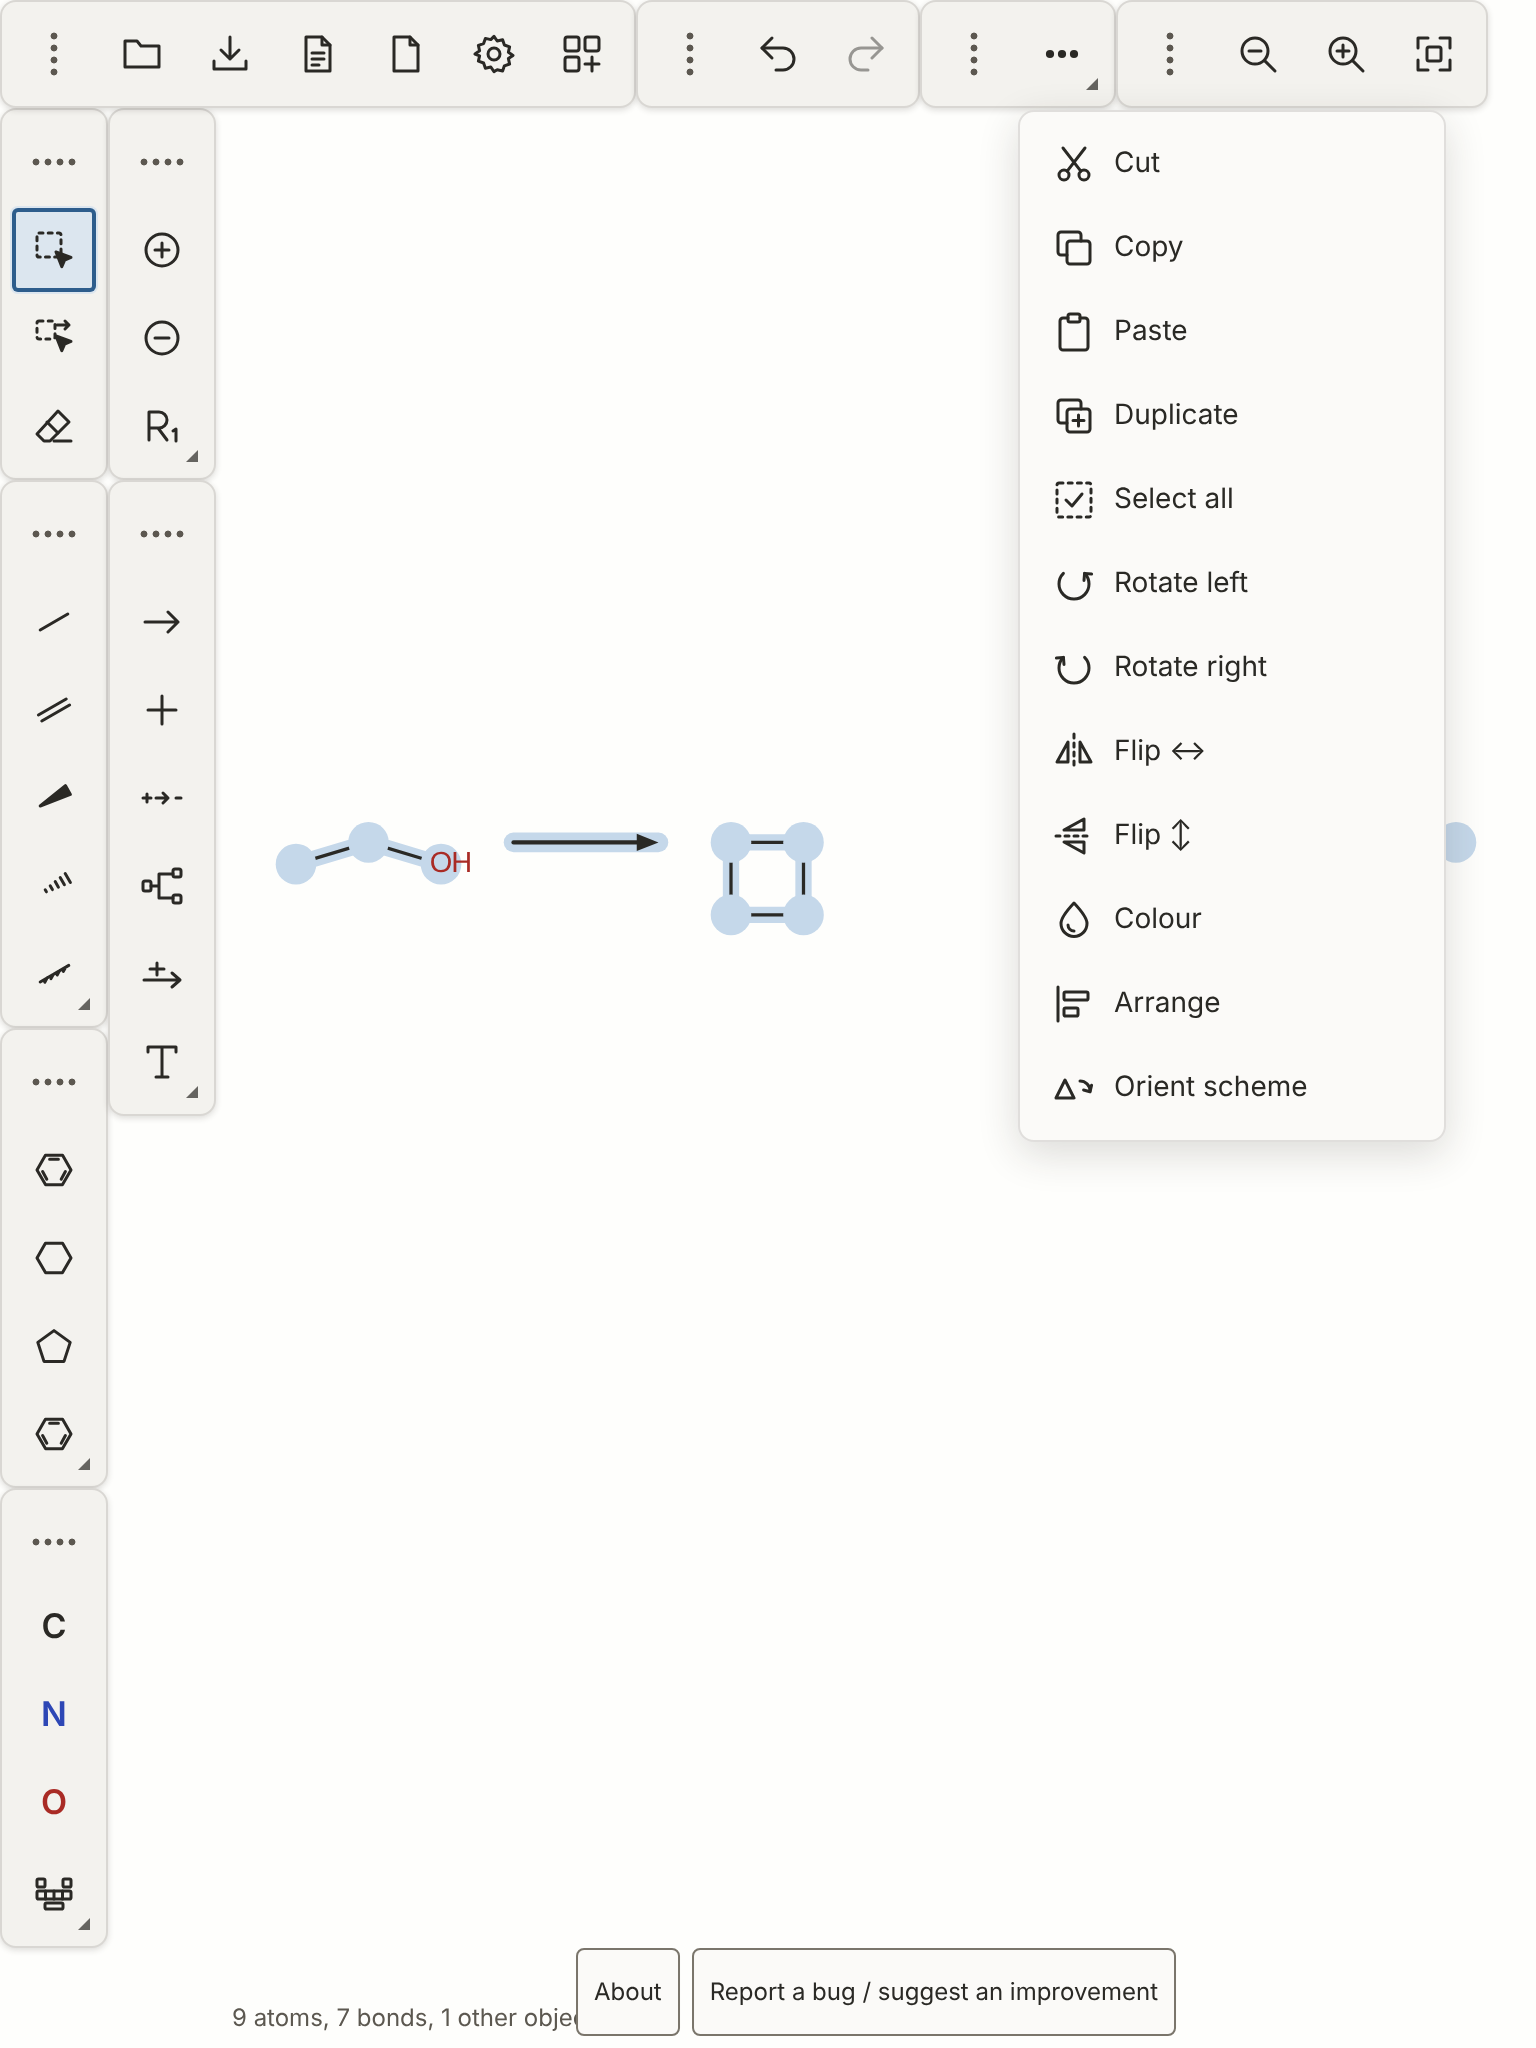 Cut
Copy
Paste
Duplicate
Select all
Rotate left
Rotate right
Flip ↔
Flip ↕
Colour
Arrange
Orient scheme
R1
OH
C
N
O
About
Report a bug / suggest an improvement
9 atoms, 7 bonds, 1 other